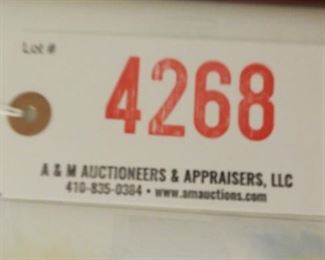 Lot #
4268
A & M AUCTIONEERS & APPRAISERS, LLC
410-835-0384 • www.amauctions.com